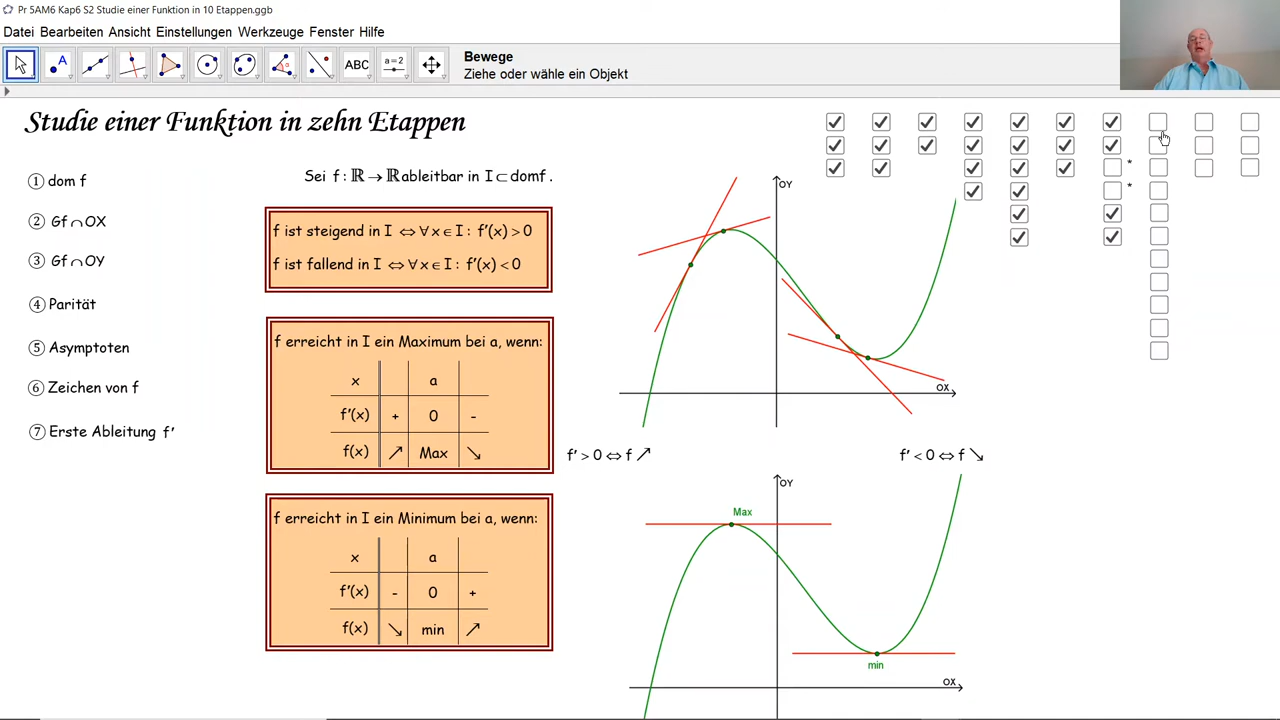 Pr 5AM6 Kap6 S2 Studie einer Funktion in 10 Etappen.ggb
Datei Bearbeiten Ansicht Einstellungen Werkzeuge Fenster Hilfe
A
ABC
a=2
Bewege
Ziehe oder wähle ein Objekt
Studie einer Funktion in zehn Etappen
① dom f
② Gf∩OX
③ Gf∩OY
④ Parität
⑤ Asymptoten
⑥ Zeichen von f
⑦ Erste Ableitung f'
Sei f : ℝ → ℝ ableitbar in I ⊂ domf .
f ist steigend in I ⇔ ∀ x ∈ I : f'(x) > 0
f ist fallend in I ⇔ ∀ x ∈ I : f'(x) < 0
f erreicht in I ein Maximum bei a, wenn:
x a
f'(x) + 0 -
f(x) ↗ Max ↘
f erreicht in I ein Minimum bei a, wenn:
x a
f'(x) - 0 +
f(x) ↘ min ↗
*
*
OY
OX
f' > 0 ⇔ f ↗
f' < 0 ⇔ f ↘
OY
Max
min
OX